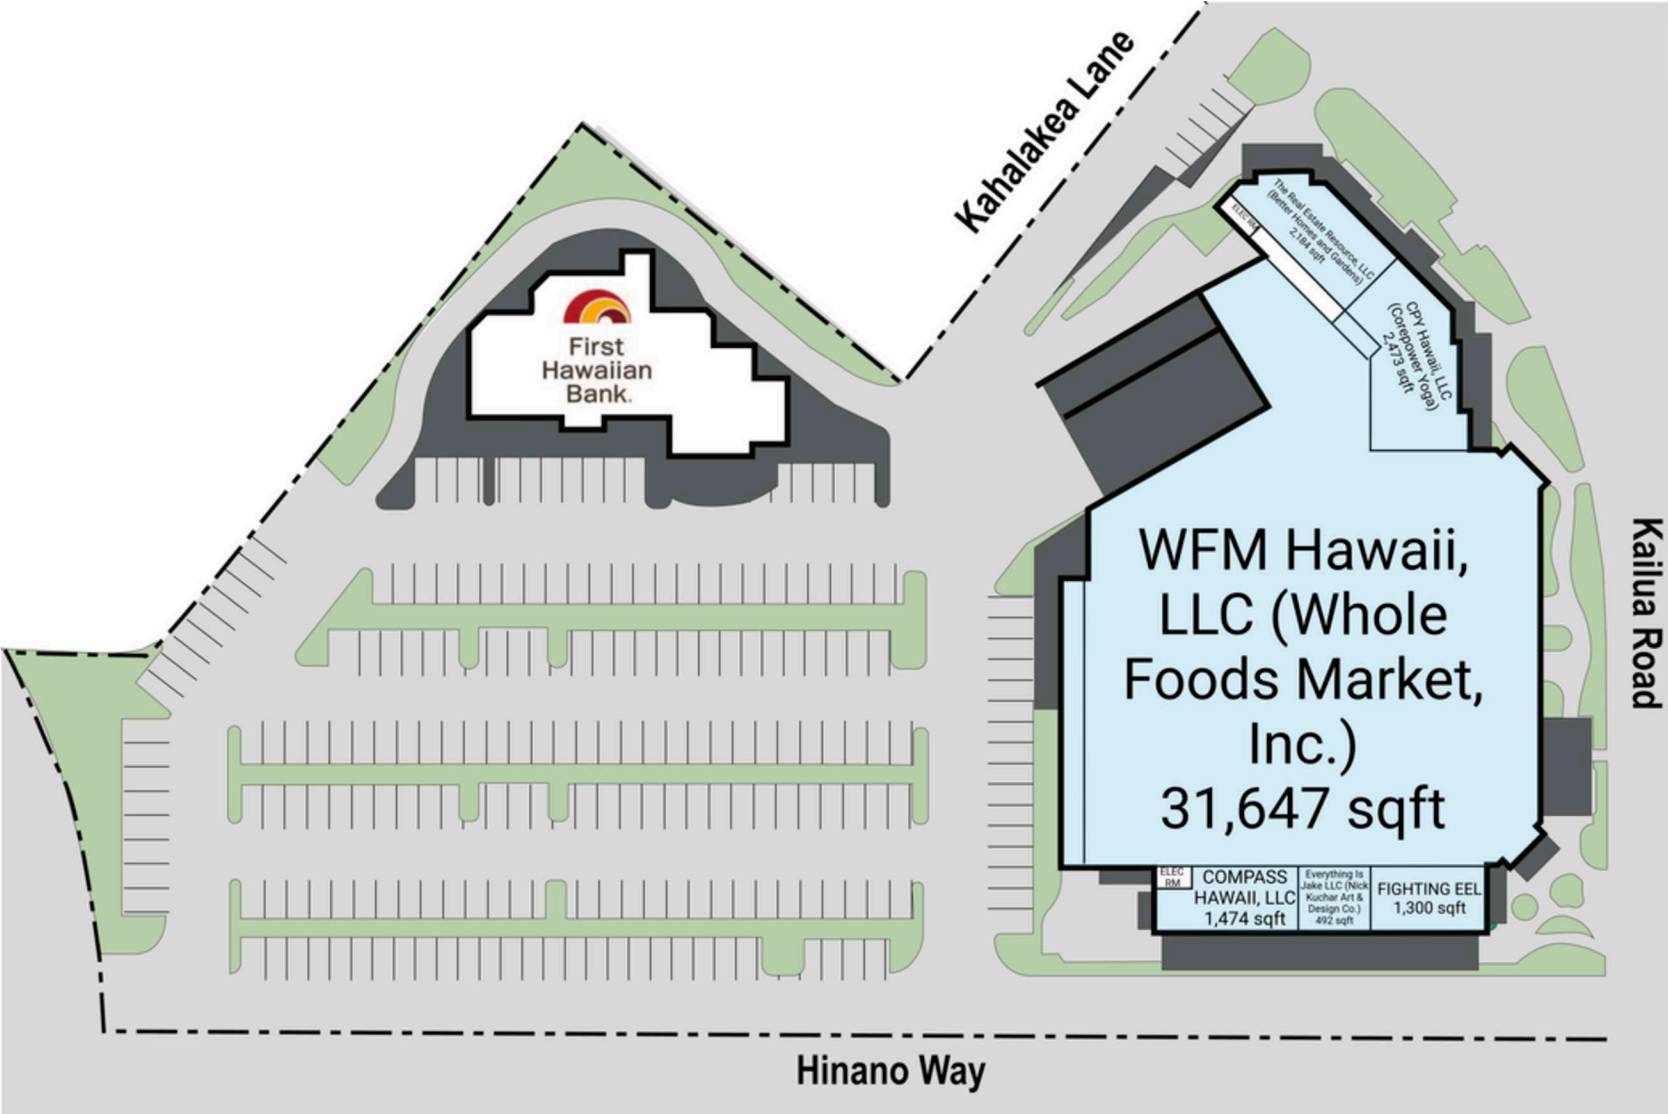 Kahalakea Lane
ELEC RM
The Real Estate Resource, LLC
(Better Homes and Gardens)
2,184 sqft
CPY Hawaii, LLC
(Corepower Yoga)
2,473 sqft
First
Hawaiian
Bank.
WFM Hawaii,
LLC (Whole
Foods Market,
Inc.)
31,647 sqft
Kailua Road
ELEC
RM
COMPASS
HAWAII, LLC
1,474 sqft
Everything Is
Jake LLC (Nick
Kuchar Art &
Design Co.)
492 sqft
FIGHTING EEL
1,300 sqft
Hinano Way